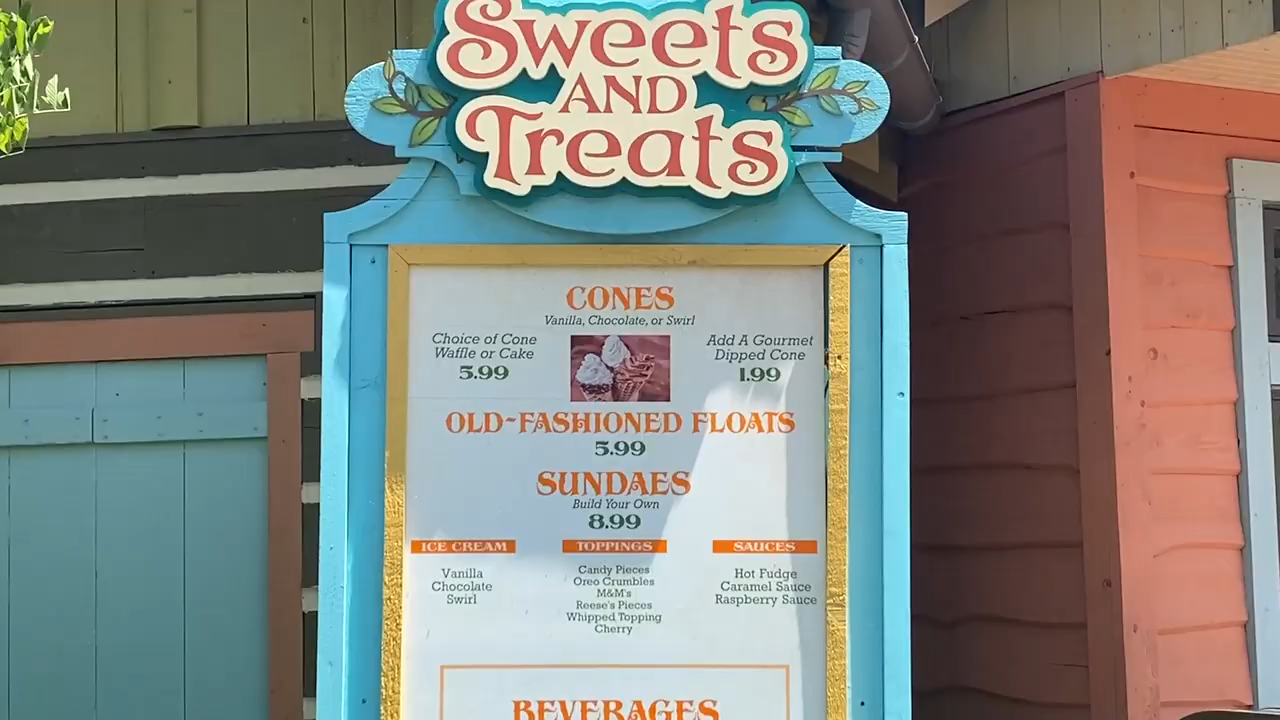 Sweets
AND
Treats
CONES
Vanilla, Chocolate, or Swirl
Choice of Cone
Waffle or Cake
5.99
Add A Gourmet
Dipped Cone
1.99
OLD-FASHIONED FLOATS
5.99
SUNDAES
Build Your Own
8.99
ICE CREAM
Vanilla
Chocolate
Swirl
TOPPINGS
Candy Pieces
Oreo Crumbles
M&M's
Reese's Pieces
Whipped Topping
Cherry
SAUCES
Hot Fudge
Caramel Sauce
Raspberry Sauce
BEVERAGES